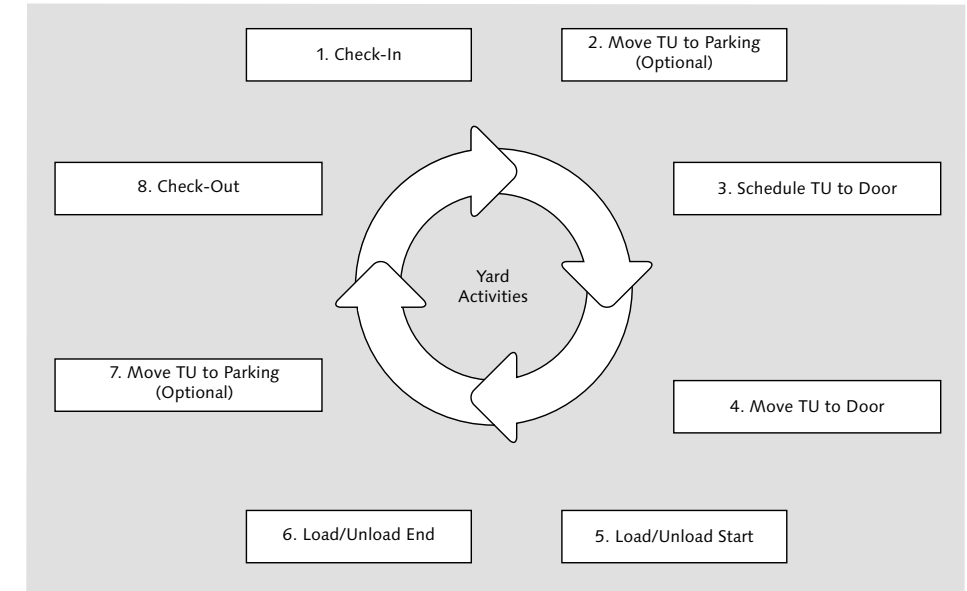 1. Check-In
2. Move TU to Parking
(Optional)
8. Check-Out
3. Schedule TU to Door
Yard
Activities
7. Move TU to Parking
(Optional)
4. Move TU to Door
6. Load/Unload End
5. Load/Unload Start